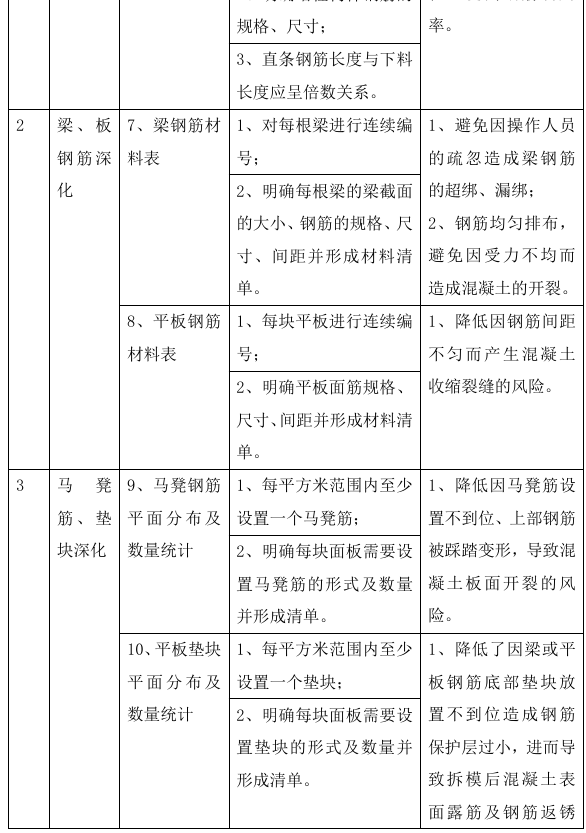 规格、尺寸；
率。
3、直条钢筋长度与下料
长度应呈倍数关系。
2
梁、板
钢筋深
化
7、梁钢筋材
料表
1、对每根梁进行连续编
号；
2、明确每根梁的梁截面
的大小、钢筋的规格、尺
寸、间距并形成材料清
单。
1、避免因操作人员
的疏忽造成梁钢筋
的超绑、漏绑；
2、钢筋均匀排布，
避免因受力不均而
造成混凝土的开裂。
8、平板钢筋
材料表
1、每块平板进行连续编
号；
2、明确平板面筋规格、
尺寸、间距并形成材料清
单。
1、降低因钢筋间距
不匀而产生混凝土
收缩裂缝的风险。
3
马凳
筋、垫
块深化
9、马凳钢筋
平面分布及
数量统计
1、每平方米范围内至少
设置一个马凳筋；
2、明确每块面板需要设
置马凳筋的形式及数量
并形成清单。
1、降低因马凳筋设
置不到位、上部钢筋
被踩踏变形，导致混
凝土板面开裂的风
险。
10、平板垫块
平面分布及
数量统计
1、每平方米范围内至少
设置一个垫块；
2、明确每块面板需要设
置垫块的形式及数量并
形成清单。
1、降低了因梁或平
板钢筋底部垫块放
置不到位造成钢筋
保护层过小，进而导
致拆模后混凝土表
面露筋及钢筋返锈